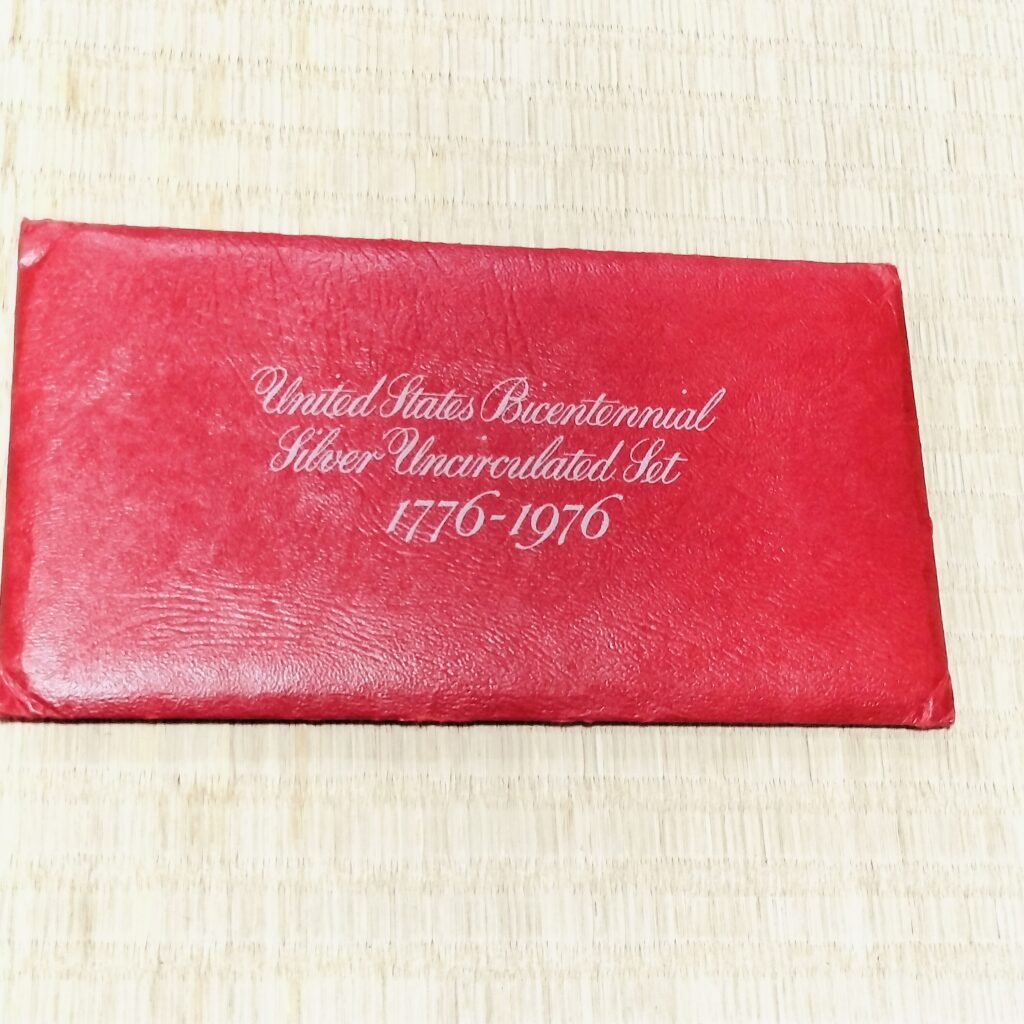 United States Bicentennial
Silver Uncirculated Set
1776-1976